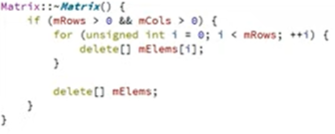 Matrix::~Matrix() {
    if (mRows > 0 && mCols > 0) {
        for (unsigned int i = 0; i < mRows; ++i) {
            delete[] mElems[i];
        }

        delete[] mElems;
    }
}